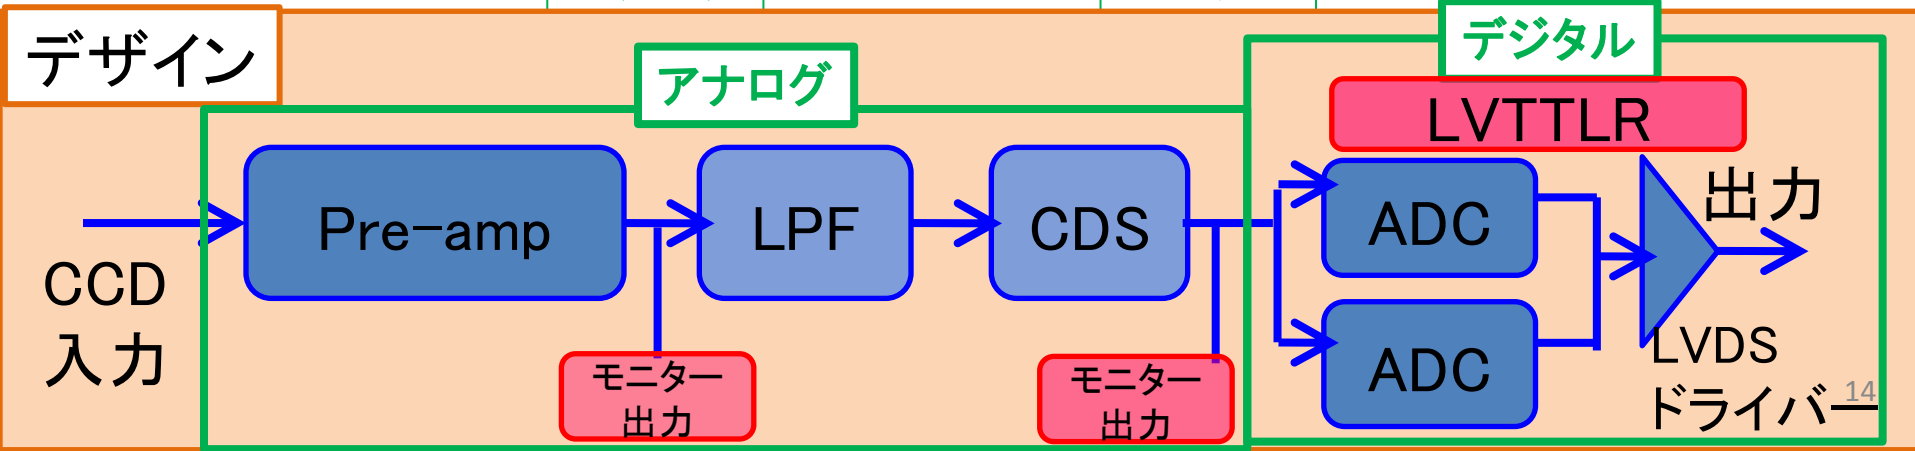 デザイン
アナログ
デジタル
LVTTLR
CCD
入力
Pre-amp
LPF
CDS
ADC
ADC
出力
モニター
出力
モニター
出力
LVDS
ドライバー
14